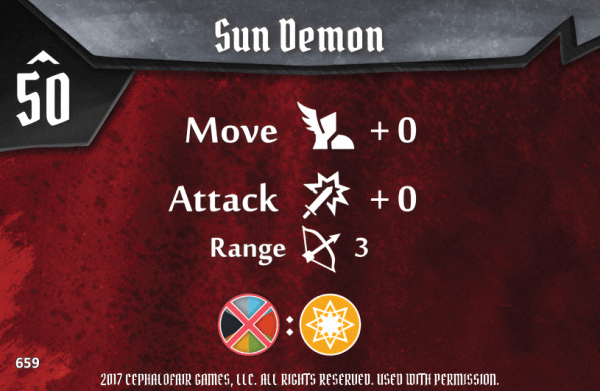 Sun Demon
50
Move + 0
Attack + 0
Range 3
:
659
2017 CEPHALOFAIR GAMES, LLC. ALL RIGHTS RESERVED. USED WITH PERMISSION.